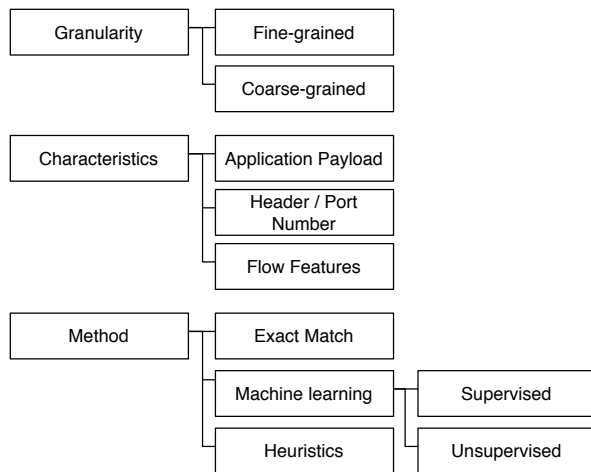 Granularity
Fine-grained
Coarse-grained
Characteristics
Application Payload
Header / Port
Number
Flow Features
Method
Exact Match
Machine learning
Supervised
Heuristics
Unsupervised